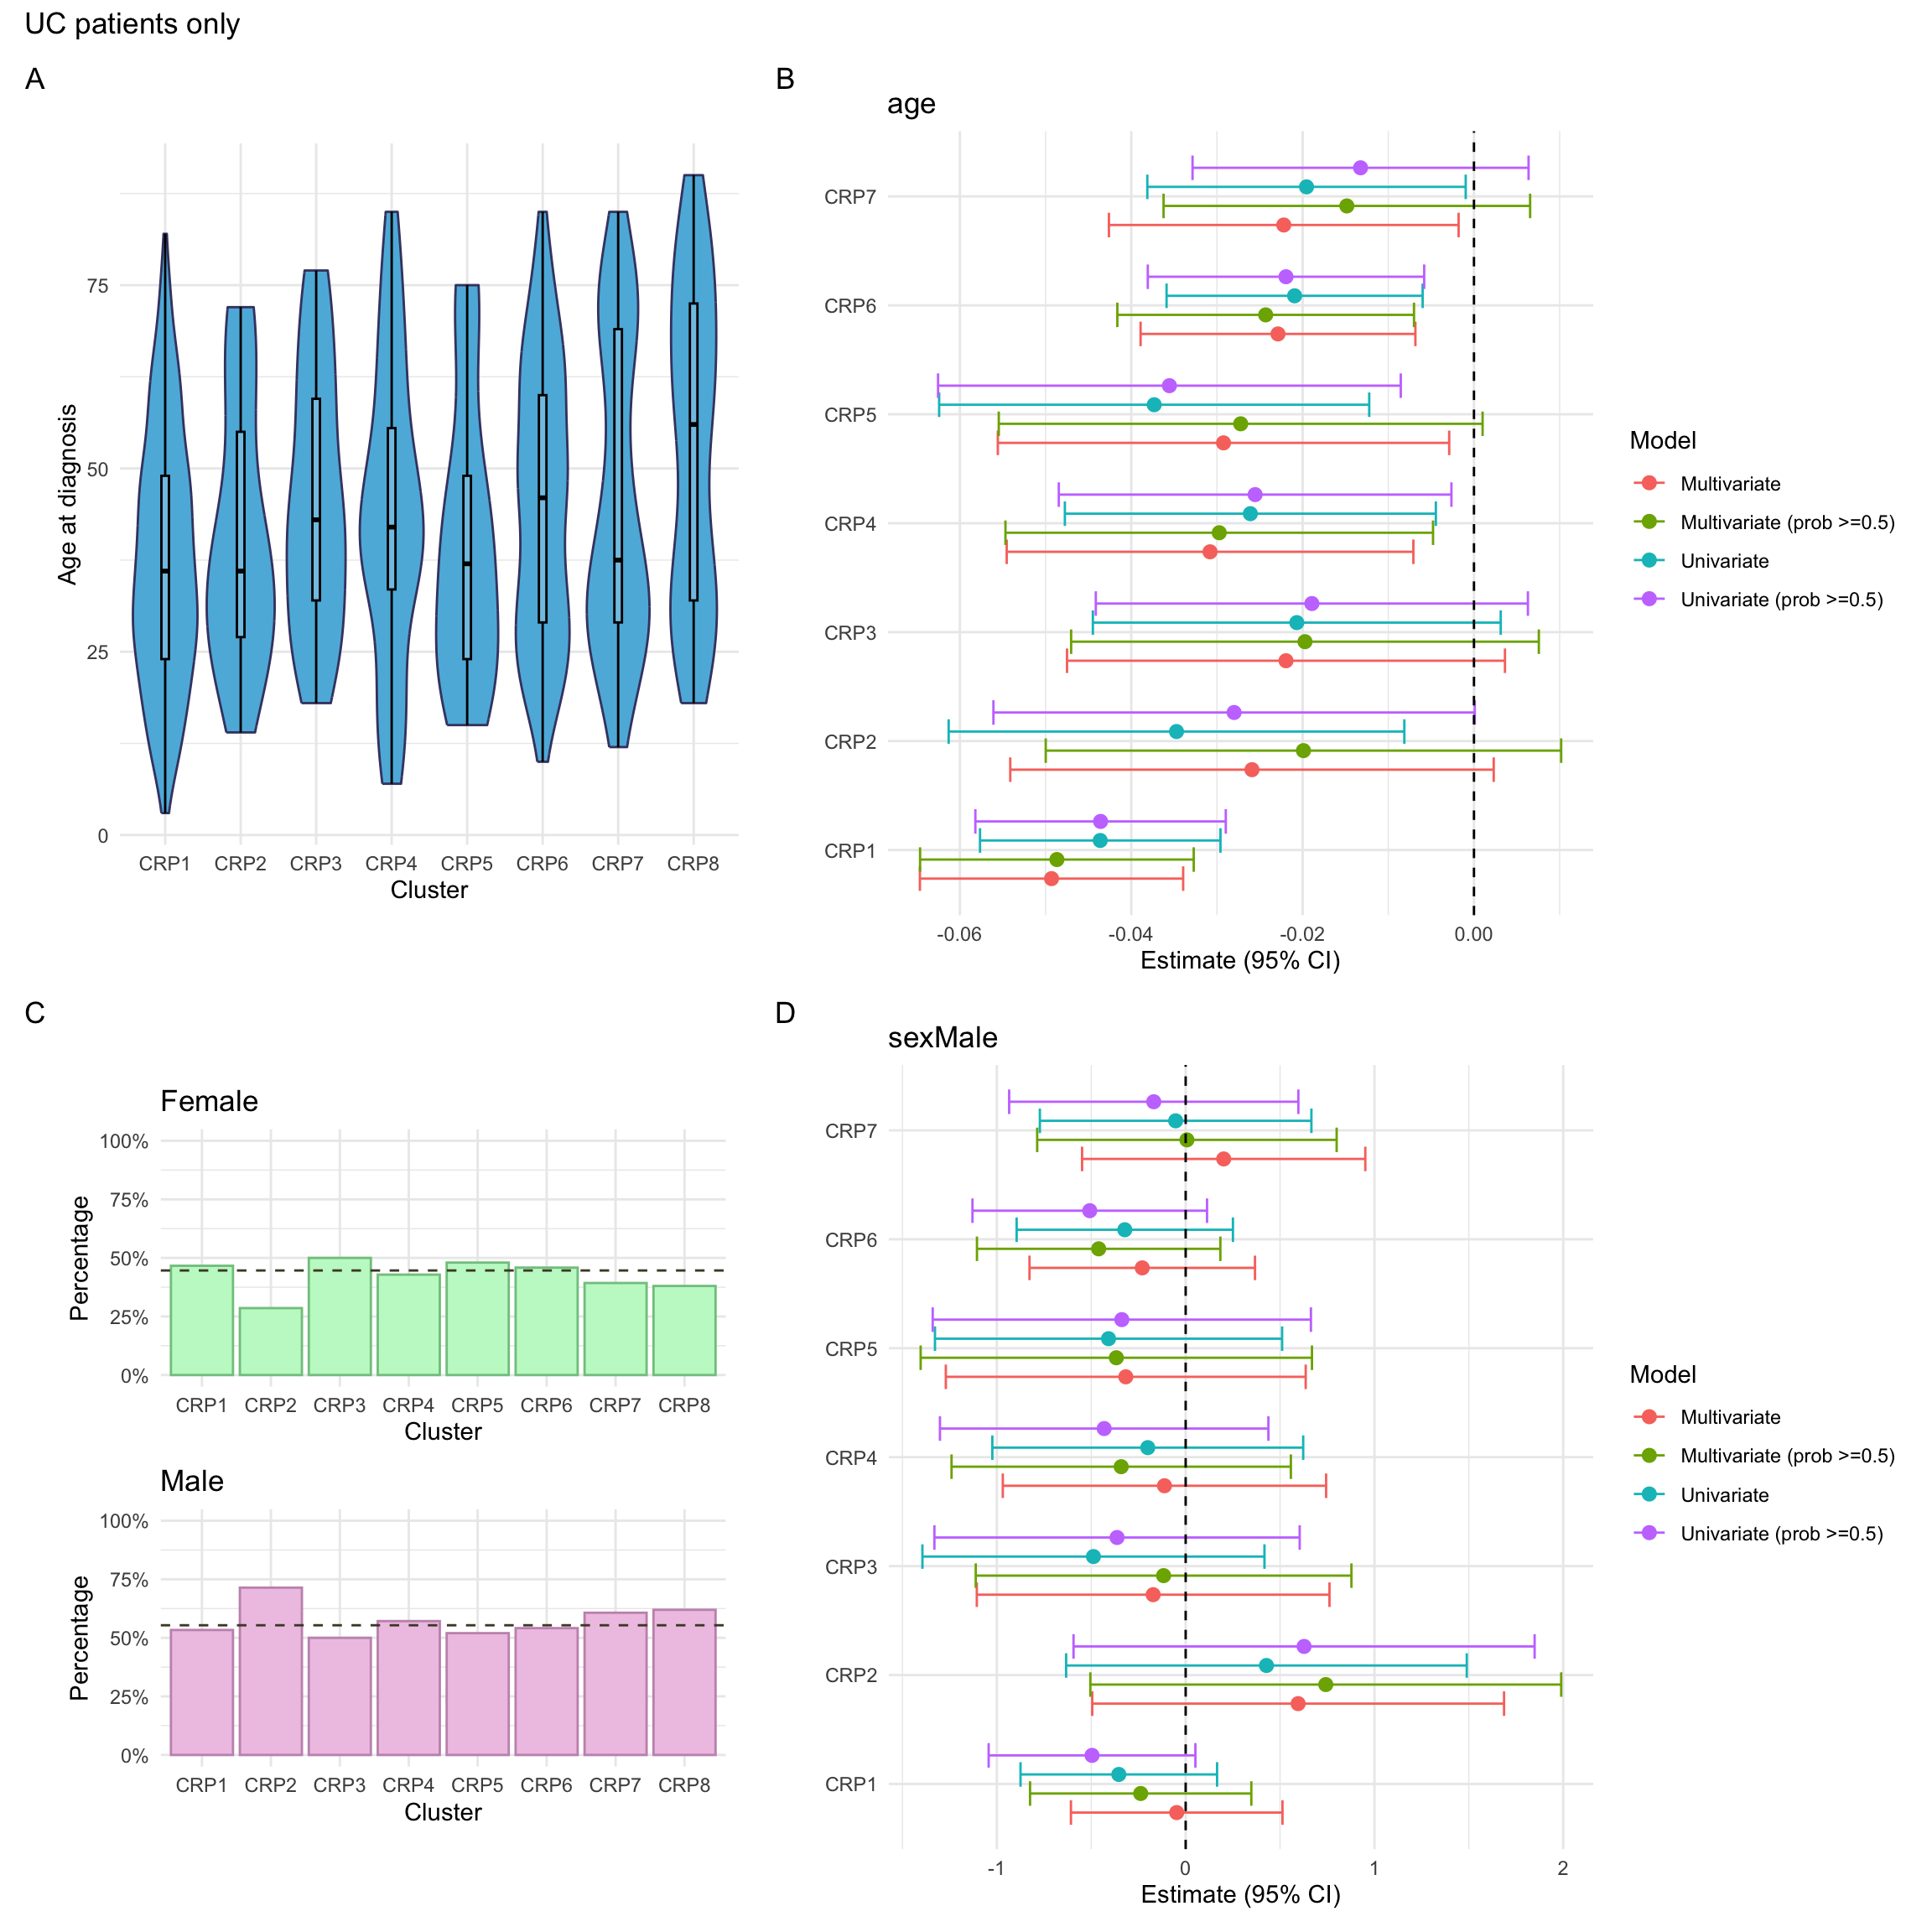 UC patients only
A
75
50
25
0
Age at diagnosis
CRP1 CRP2 CRP3 CRP4 CRP5 CRP6 CRP7 CRP8
Cluster
B
age
CRP7
CRP6
CRP5
CRP4
CRP3
CRP2
CRP1
-0.06 -0.04 -0.02 0.00
Estimate (95% CI)
Model
Multivariate
Multivariate (prob >=0.5)
Univariate
Univariate (prob >=0.5)
C
Female
100%
75%
50%
25%
0%
Percentage
CRP1 CRP2 CRP3 CRP4 CRP5 CRP6 CRP7 CRP8
Cluster
Male
100%
75%
50%
25%
0%
Percentage
CRP1 CRP2 CRP3 CRP4 CRP5 CRP6 CRP7 CRP8
Cluster
D
sexMale
CRP7
CRP6
CRP5
CRP4
CRP3
CRP2
CRP1
-1 0 1 2
Estimate (95% CI)
Model
Multivariate
Multivariate (prob >=0.5)
Univariate
Univariate (prob >=0.5)